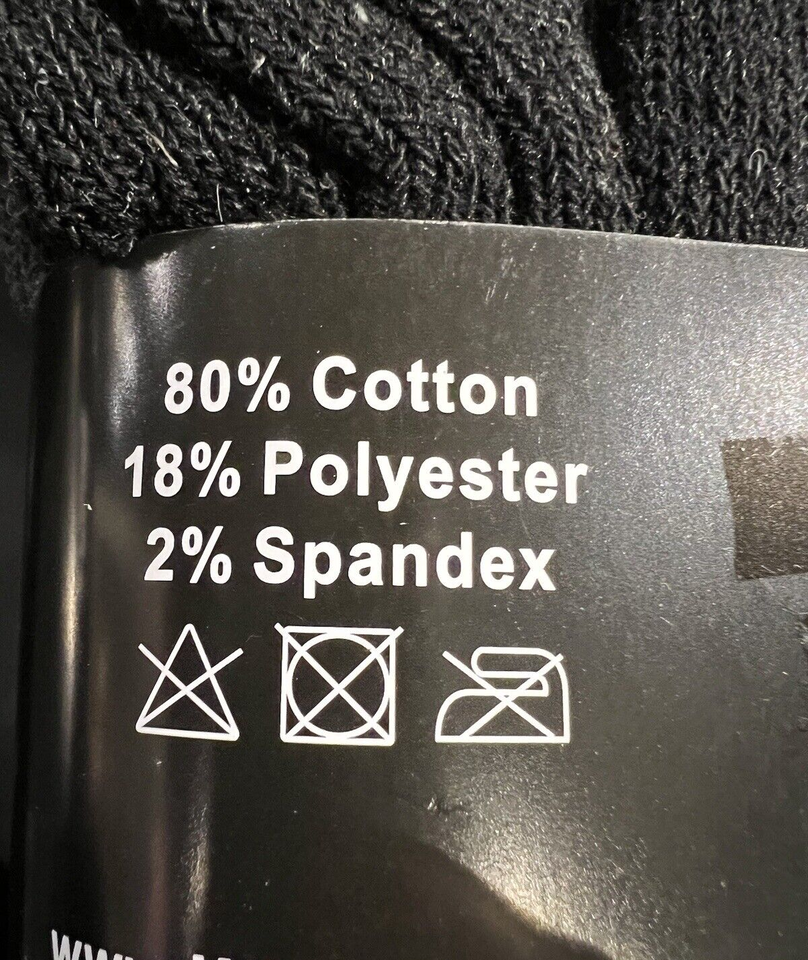 80% Cotton
18% Polyester
2% Spandex